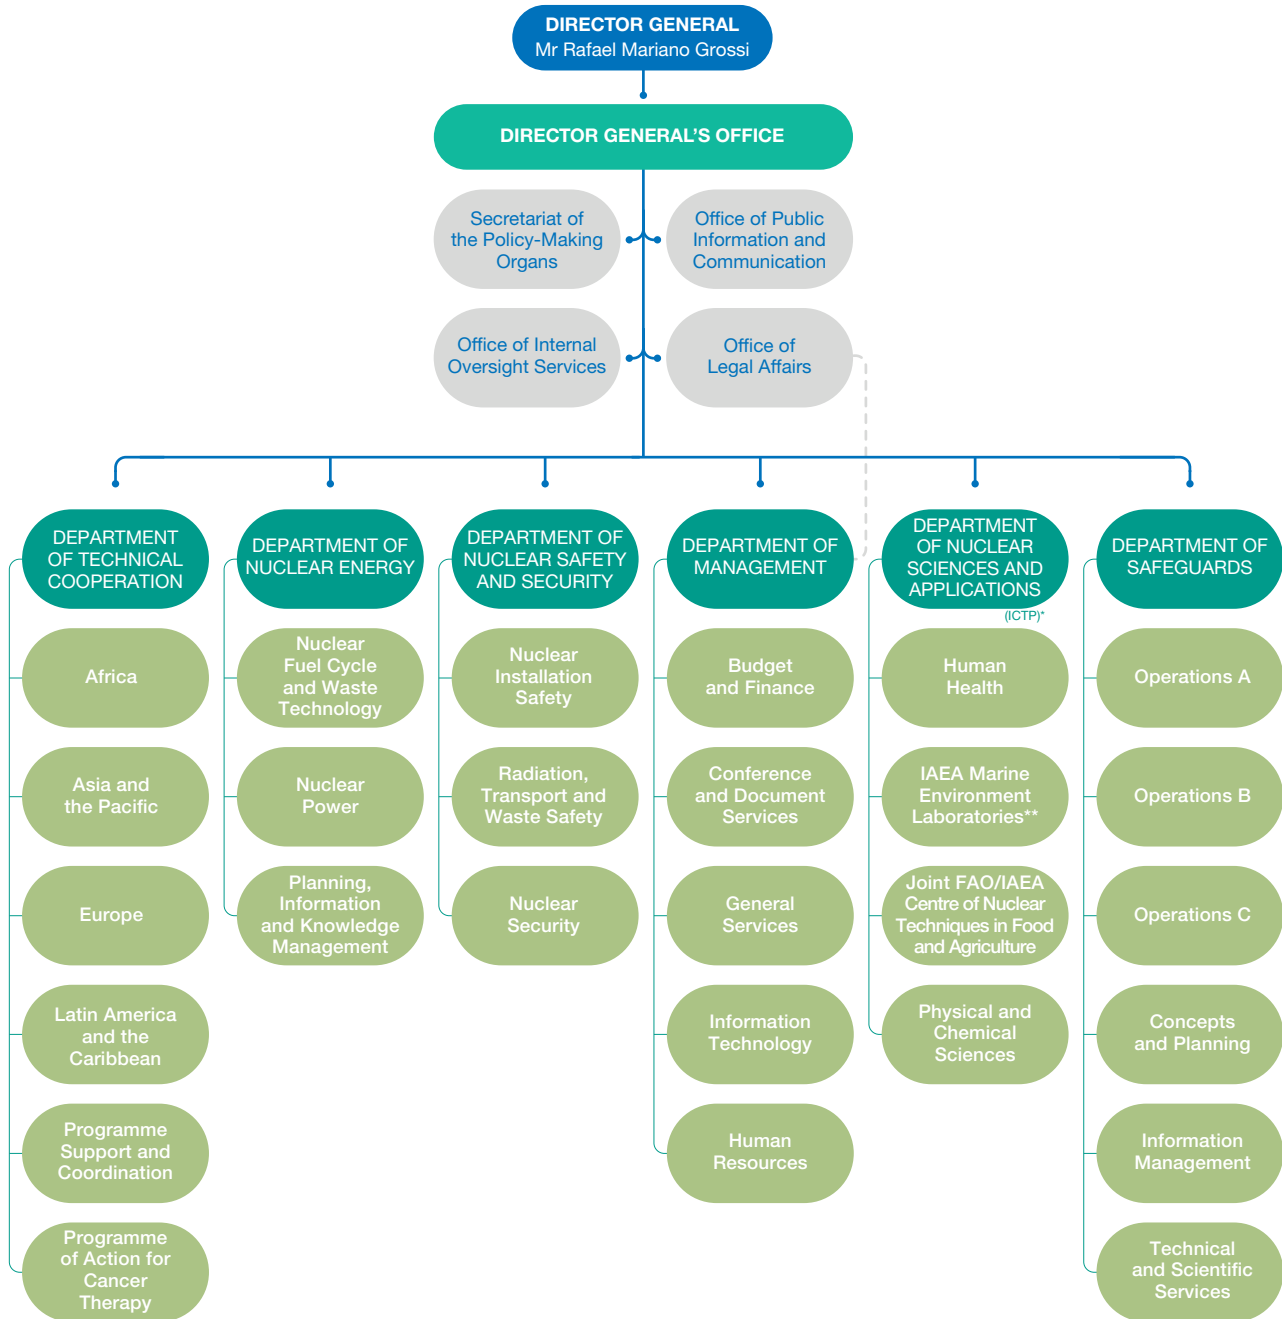 DIRECTOR GENERAL
Mr Rafael Mariano Grossi
DIRECTOR GENERAL’S OFFICE
Secretariat of
the Policy-Making
Organs
Office of Public
Information and
Communication
Office of Internal
Oversight Services
Office of
Legal Affairs
DEPARTMENT
OF TECHNICAL
COOPERATION
Africa
Asia and
the Pacific
Europe
Latin America
and the
Caribbean
Programme
Support and
Coordination
Programme
of Action for
Cancer
Therapy
DEPARTMENT OF
NUCLEAR ENERGY
Nuclear
Fuel Cycle
and Waste
Technology
Nuclear
Power
Planning,
Information
and Knowledge
Management
DEPARTMENT OF
NUCLEAR SAFETY
AND SECURITY
Nuclear
Installation
Safety
Radiation,
Transport and
Waste Safety
Nuclear
Security
DEPARTMENT OF
MANAGEMENT
Budget
and Finance
Conference
and Document
Services
General
Services
Information
Technology
Human
Resources
DEPARTMENT
OF NUCLEAR
SCIENCES AND
APPLICATIONS
(ICTP)*
Human
Health
IAEA Marine
Environment
Laboratories**
Joint FAO/IAEA
Centre of Nuclear
Techniques in Food
and Agriculture
Physical and
Chemical
Sciences
DEPARTMENT OF
SAFEGUARDS
Operations A
Operations B
Operations C
Concepts
and Planning
Information
Management
Technical
and Scientific
Services